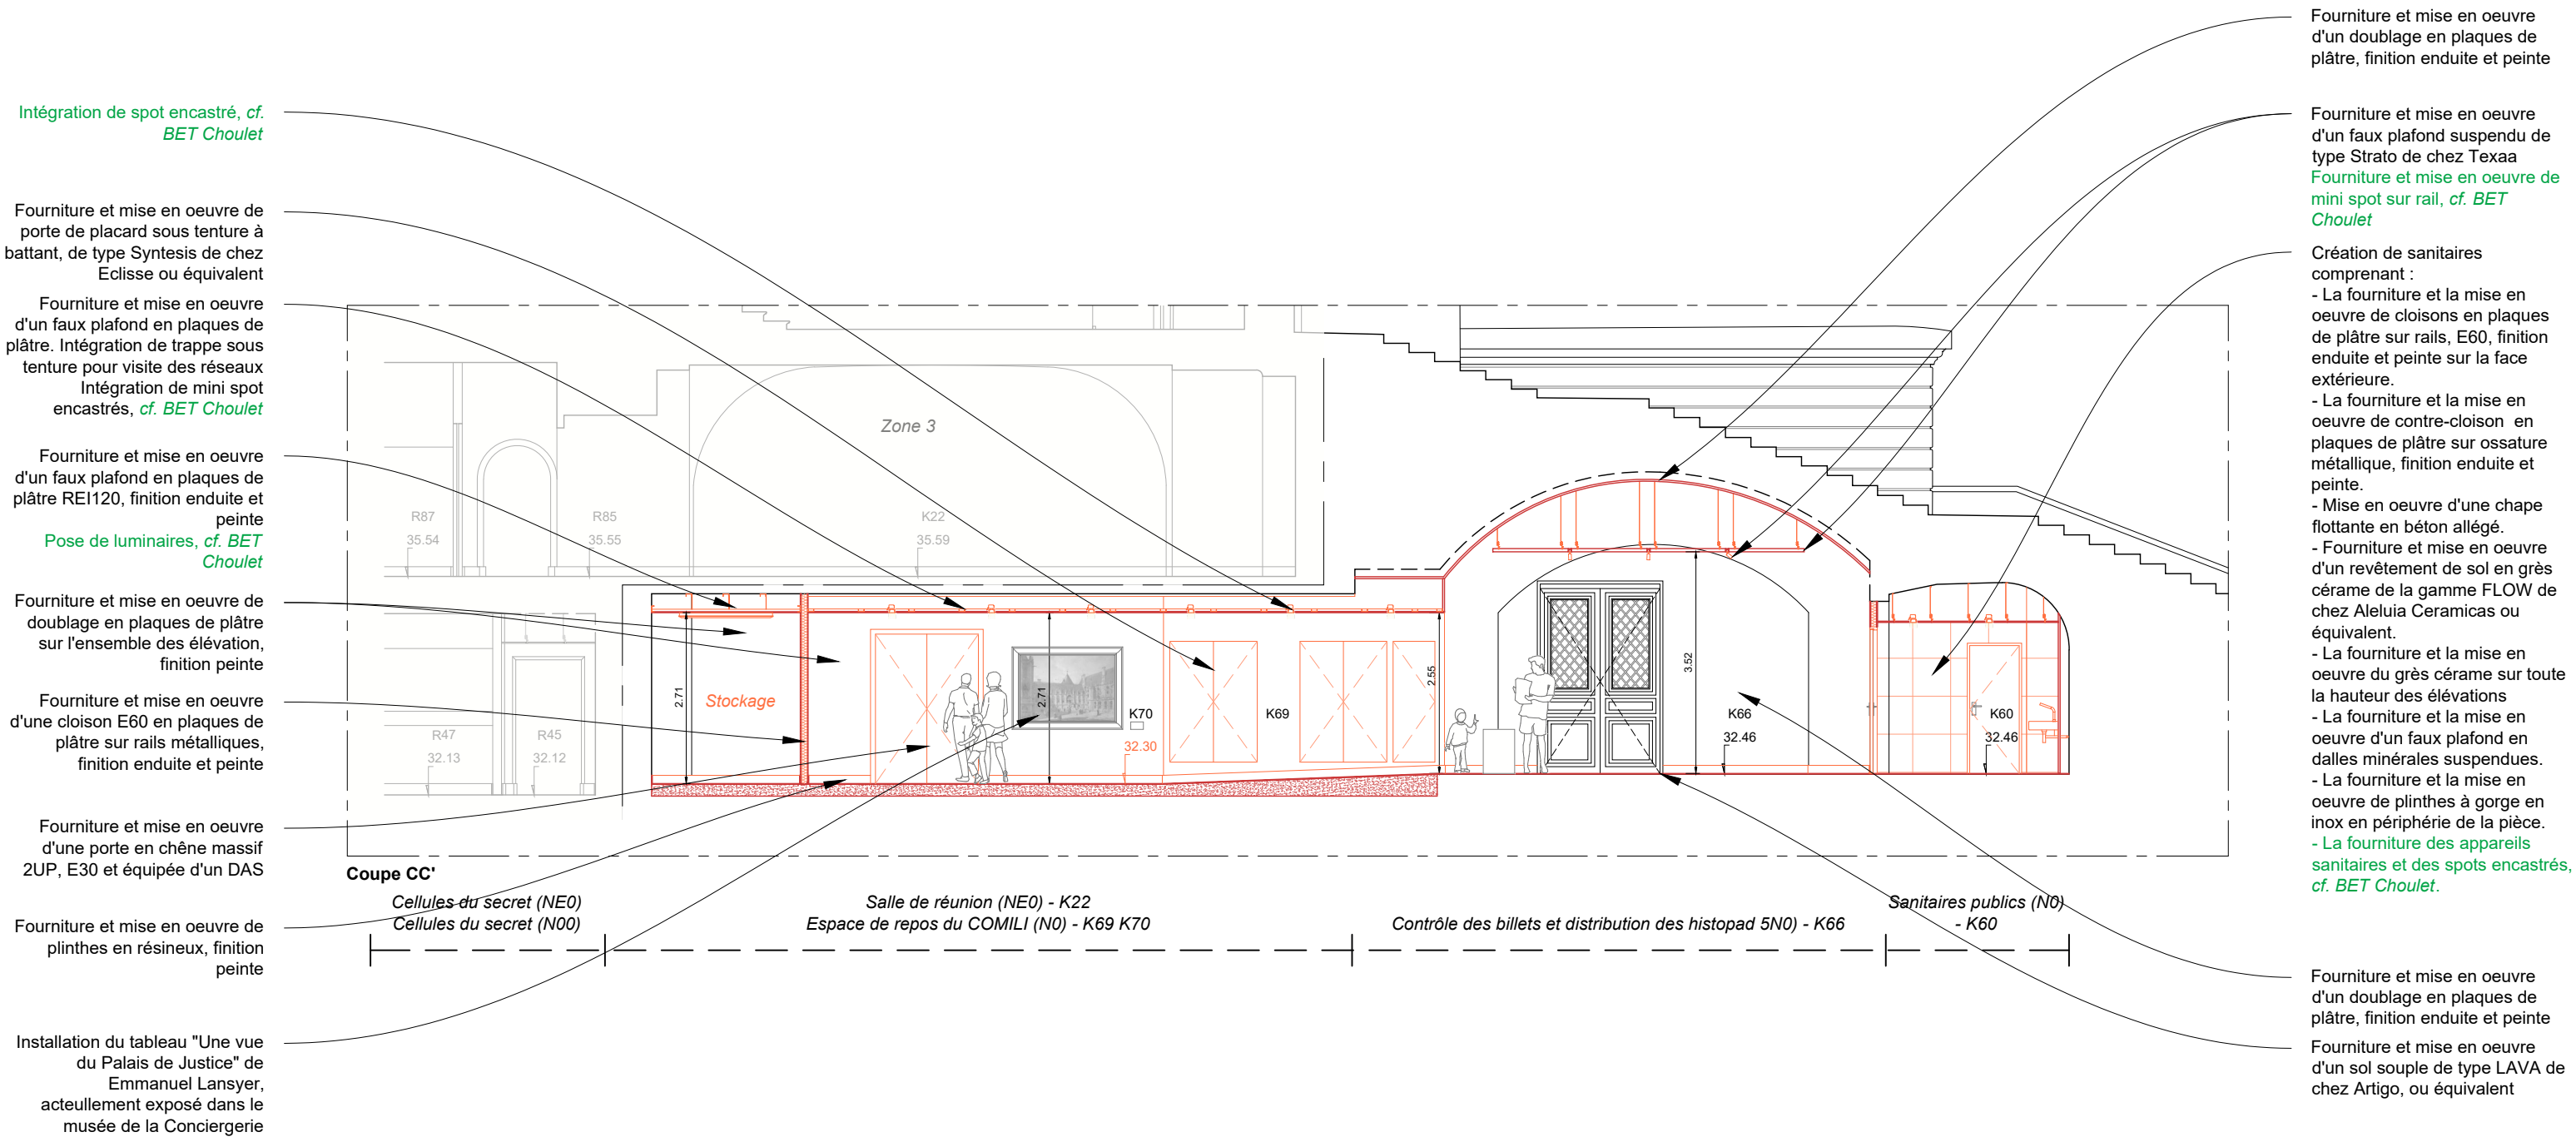 Intégration de spot encastré, cf.
BET Choulet
Fourniture et mise en oeuvre de
porte de placard sous tenture à
battant, de type Syntesis de chez
Eclisse ou équivalent
Fourniture et mise en oeuvre
d'un faux plafond en plaques de
plâtre. Intégration de trappe sous
tenture pour visite des réseaux
Intégration de mini spot
encastrés, cf. BET Choulet
Fourniture et mise en oeuvre
d'un faux plafond en plaques de
plâtre REI120, finition enduite et
peinte
Pose de luminaires, cf. BET
Choulet
Fourniture et mise en oeuvre de
doublage en plaques de plâtre
sur l'ensemble des élévation,
finition peinte
Fourniture et mise en oeuvre
d'une cloison E60 en plaques de
plâtre sur rails métalliques,
finition enduite et peinte
Fourniture et mise en oeuvre
d'une porte en chêne massif
2UP, E30 et équipée d'un DAS
Fourniture et mise en oeuvre de
plinthes en résineux, finition
peinte
Installation du tableau "Une vue
du Palais de Justice" de
Emmanuel Lansyer,
acteullement exposé dans le
musée de la Conciergerie
Zone 3
R87
35.54
R85
35.55
K22
35.59
R47
32.13
R45
32.12
2.71
Stockage
2.71
K70
32.30
K69
2.55
3.52
K66
32.46
K60
32.46
Coupe CC'
Cellules du secret (NE0)
Cellules du secret (N00)
Salle de réunion (NE0) - K22
Espace de repos du COMILI (N0) - K69 K70
Contrôle des billets et distribution des histopad 5N0) - K66
Sanitaires publics (N0)
- K60
Fourniture et mise en oeuvre
d'un doublage en plaques de
plâtre, finition enduite et peinte
Fourniture et mise en oeuvre
d'un faux plafond suspendu de
type Strato de chez Texaa
Fourniture et mise en oeuvre de
mini spot sur rail, cf. BET
Choulet
Création de sanitaires
comprenant :
- La fourniture et la mise en
oeuvre de cloisons en plaques
de plâtre sur rails, E60, finition
enduite et peinte sur la face
extérieure.
- La fourniture et la mise en
oeuvre de contre-cloison en
plaques de plâtre sur ossature
métallique, finition enduite et
peinte.
- Mise en oeuvre d'une chape
flottante en béton allégé.
- Fourniture et mise en oeuvre
d'un revêtement de sol en grès
cérame de la gamme FLOW de
chez Aleluia Ceramicas ou
équivalent.
- La fourniture et la mise en
oeuvre du grès cérame sur toute
la hauteur des élévations
- La fourniture et la mise en
oeuvre d'un faux plafond en
dalles minérales suspendues.
- La fourniture et la mise en
oeuvre de plinthes à gorge en
inox en périphérie de la pièce.
- La fourniture des appareils
sanitaires et des spots encastrés,
cf. BET Choulet.
Fourniture et mise en oeuvre
d'un doublage en plaques de
plâtre, finition enduite et peinte
Fourniture et mise en oeuvre
d'un sol souple de type LAVA de
chez Artigo, ou équivalent